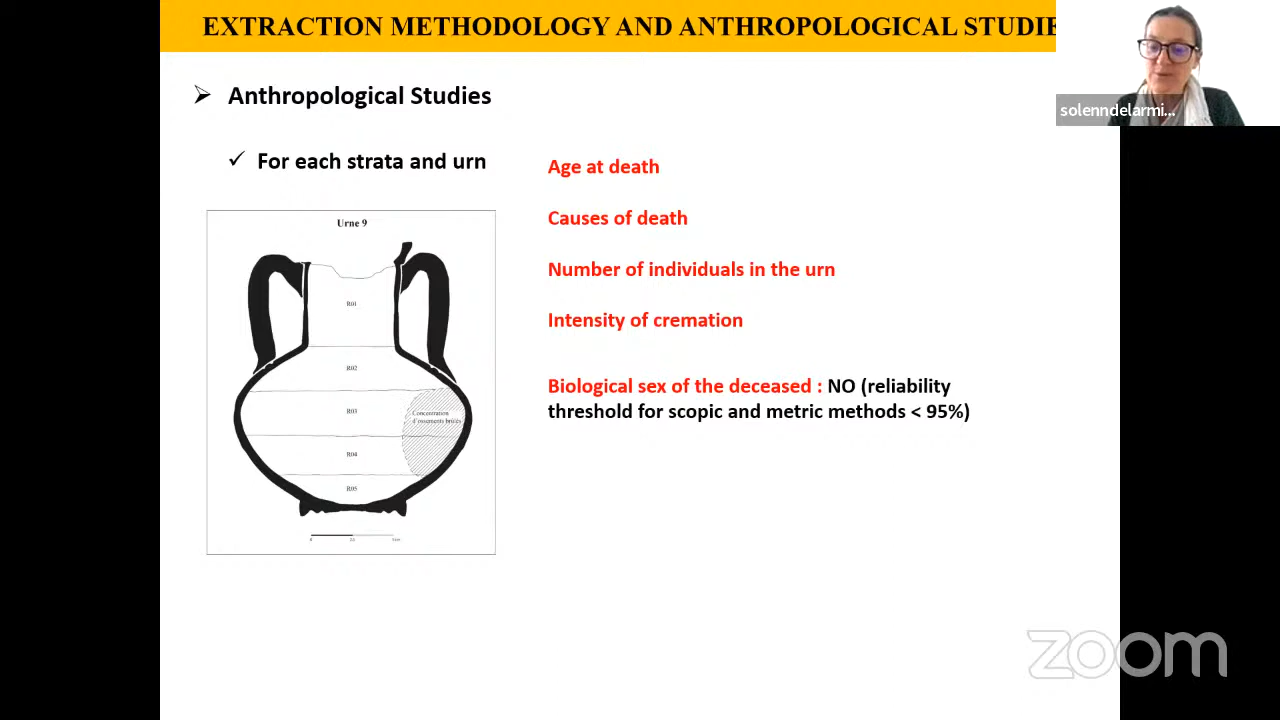 EXTRACTION METHODOLOGY AND ANTHROPOLOGICAL STUDIE
solenndelarmi...
Anthropological Studies
For each strata and urn
Age at death
Causes of death
Number of individuals in the urn
Intensity of cremation
Biological sex of the deceased : NO (reliability
threshold for scopic and metric methods < 95%)
Urne 9
R01
R02
R03
Concentration
d'ossements brûlés
R04
R05
0
zoom